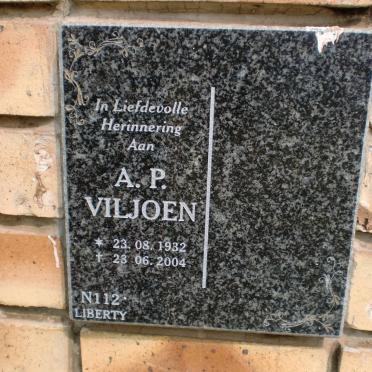 In Liefdevolle
Herinnering
Aan
A. P.
VILJOEN
* 23. 08. 1932
† 23 06. 2004
N112
LIBERTY